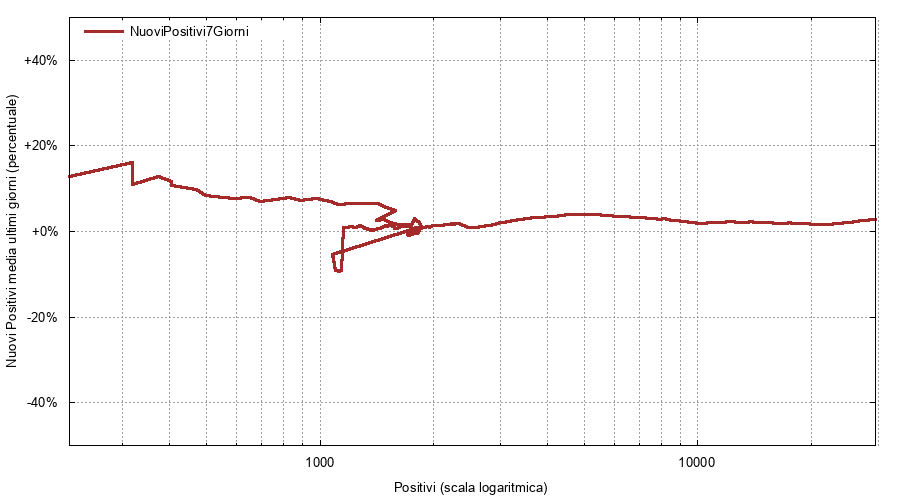 NuoviPositivi7Giorni
+40%
+20%
+0%
-20%
-40%
Nuovi Positivi media ultimi giorni (percentuale)
1000
10000
Positivi (scala logaritmica)